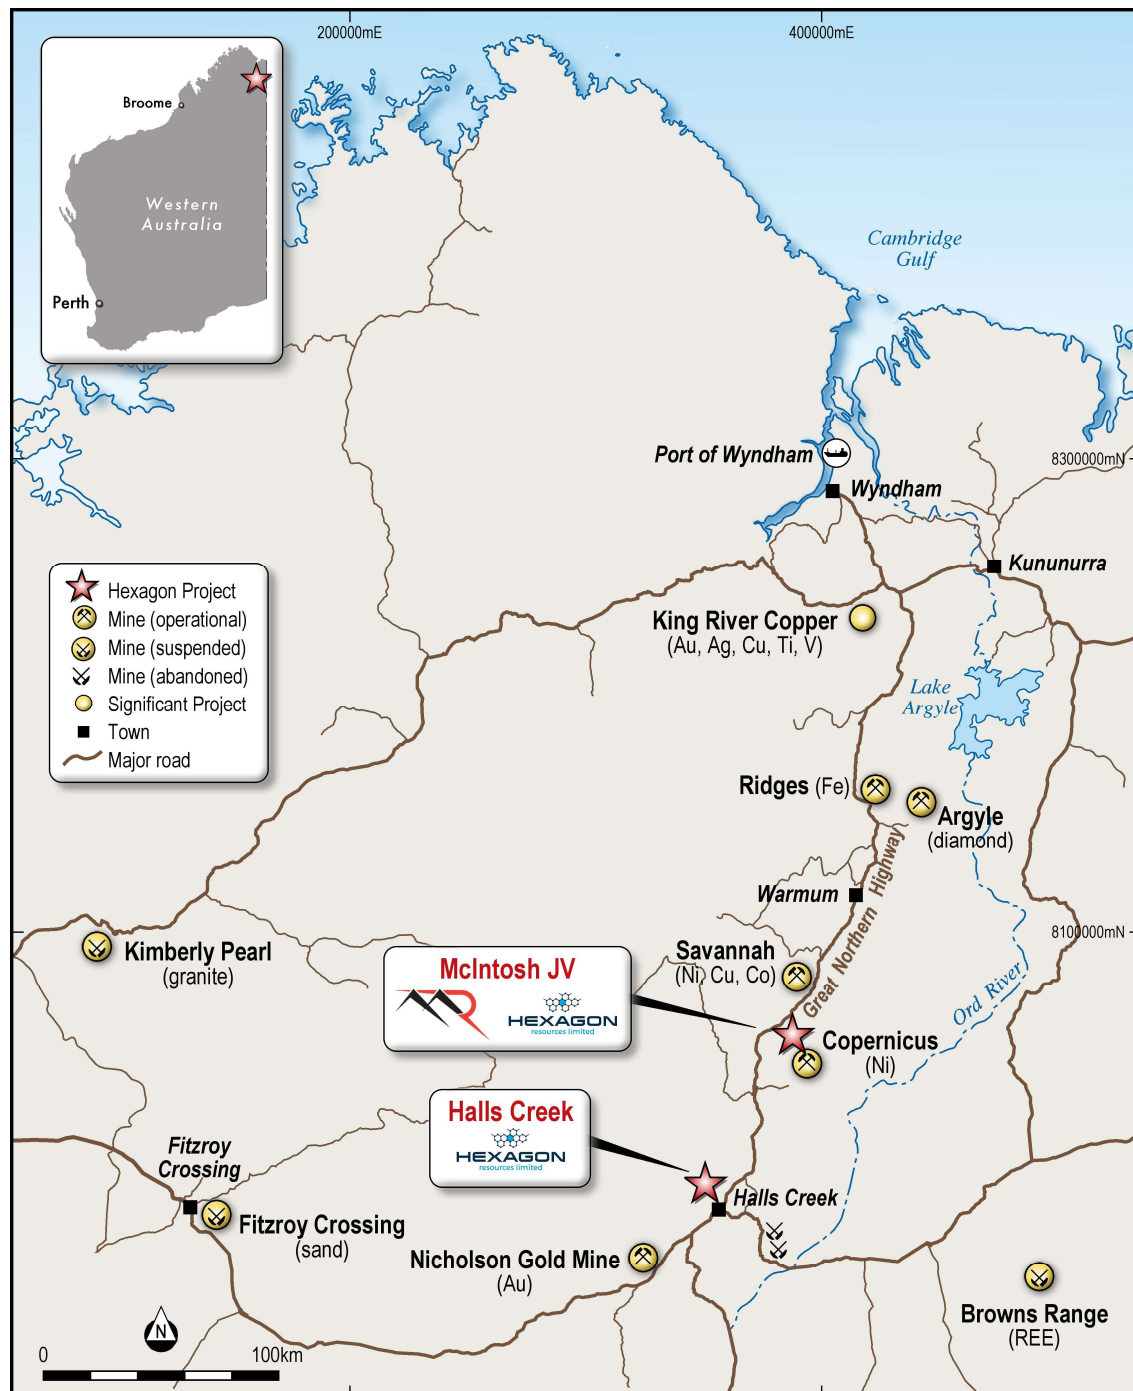 200000mE
400000mE
Broome
Western
Australia
Perth
Cambridge
Gulf
Port of Wyndham
8300000mN
Wyndham
Kununurra
Hexagon Project
Mine (operational)
Mine (suspended)
Mine (abandoned)
Significant Project
Town
Major road
King River Copper
(Au, Ag, Cu, Ti, V)
Lake
Argyle
Ridges (Fe)
Argyle
(diamond)
Great Northern Highway
Warmum
Kimberly Pearl
(granite)
Savannah
(Ni, Cu, Co)
8100000mN
McIntosh JV
HEXAGON
resources limited
Ord River
Copernicus
(Ni)
Halls Creek
HEXAGON
resources limited
Fitzroy
Crossing
Halls Creek
Fitzroy Crossing
(sand)
Nicholson Gold Mine
(Au)
Browns Range
(REE)
N
0
100km